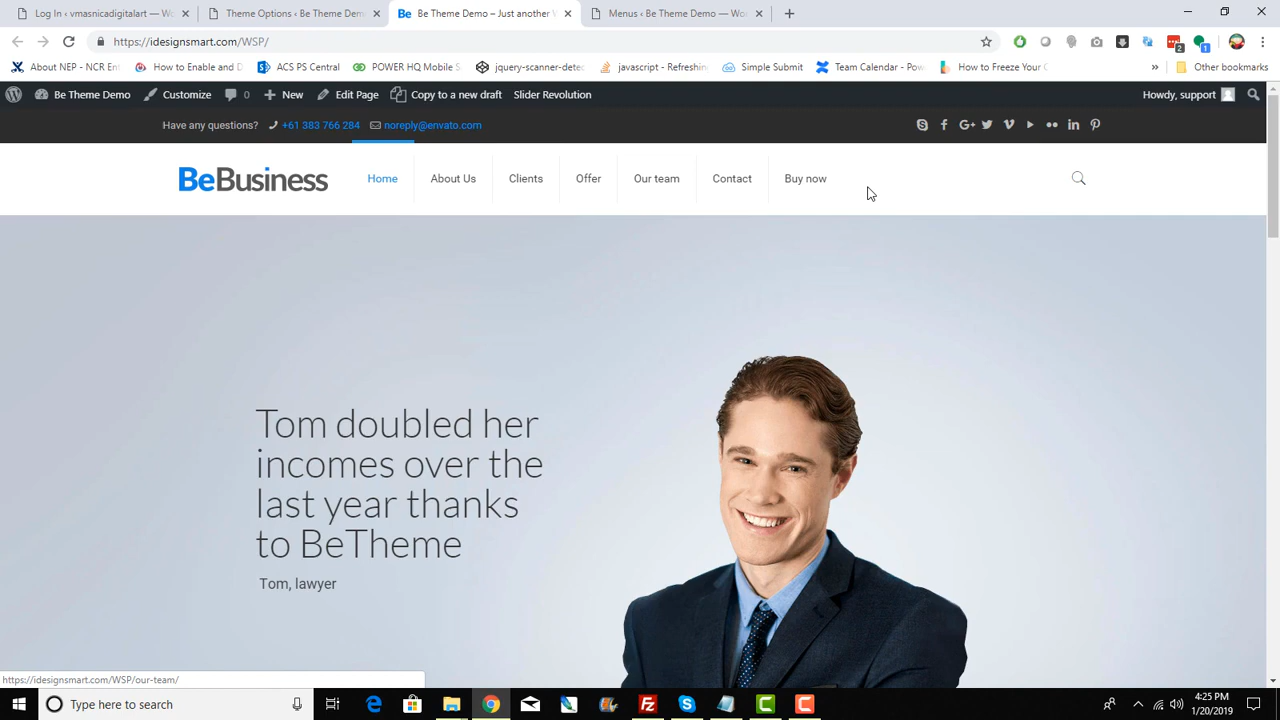 Log In ‹ vmasnicadigitalart — Wo
Theme Options ‹ Be Theme Dem
Be Theme Demo – Just another W
Menus ‹ Be Theme Demo — Wor
https://idesignsmart.com/WSP/
2
1
About NEP - NCR Ent
How to Enable and D
ACS PS Central
POWER HQ Mobile S
jquery-scanner-detec
javascript - Refreshing
Simple Submit
Team Calendar - Pow
How to Freeze Your C
»
Other bookmarks
Be Theme Demo
Customize
0
New
Edit Page
Copy to a new draft
Slider Revolution
Howdy, support
Have any questions?
+61 383 766 284
noreply@envato.com
BeBusiness
Home
About Us
Clients
Offer
Our team
Contact
Buy now
Tom doubled her
incomes over the
last year thanks
to BeTheme
Tom, lawyer
https://idesignsmart.com/WSP/our-team/
Type here to search
4:25 PM
1/20/2019